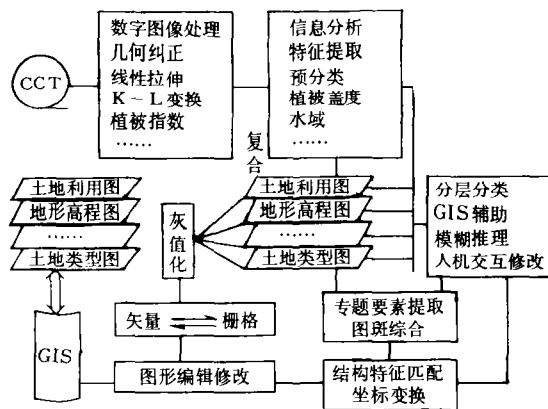 CCT
数字图像处理
几何纠正
线性拉伸
K－L变换
植被指数
……
信息分析
特征提取
预分类
植被盖度
水域
……
复合
土地利用图
地形高程图
……
土地类型图
灰值化
土地利用图
地形高程图
……
土地类型图
分层分类
GIS辅助
模糊推理
人机交互修改
GIS
矢量
栅格
图形编辑修改
专题要素提取
图斑综合
结构特征匹配
坐标变换